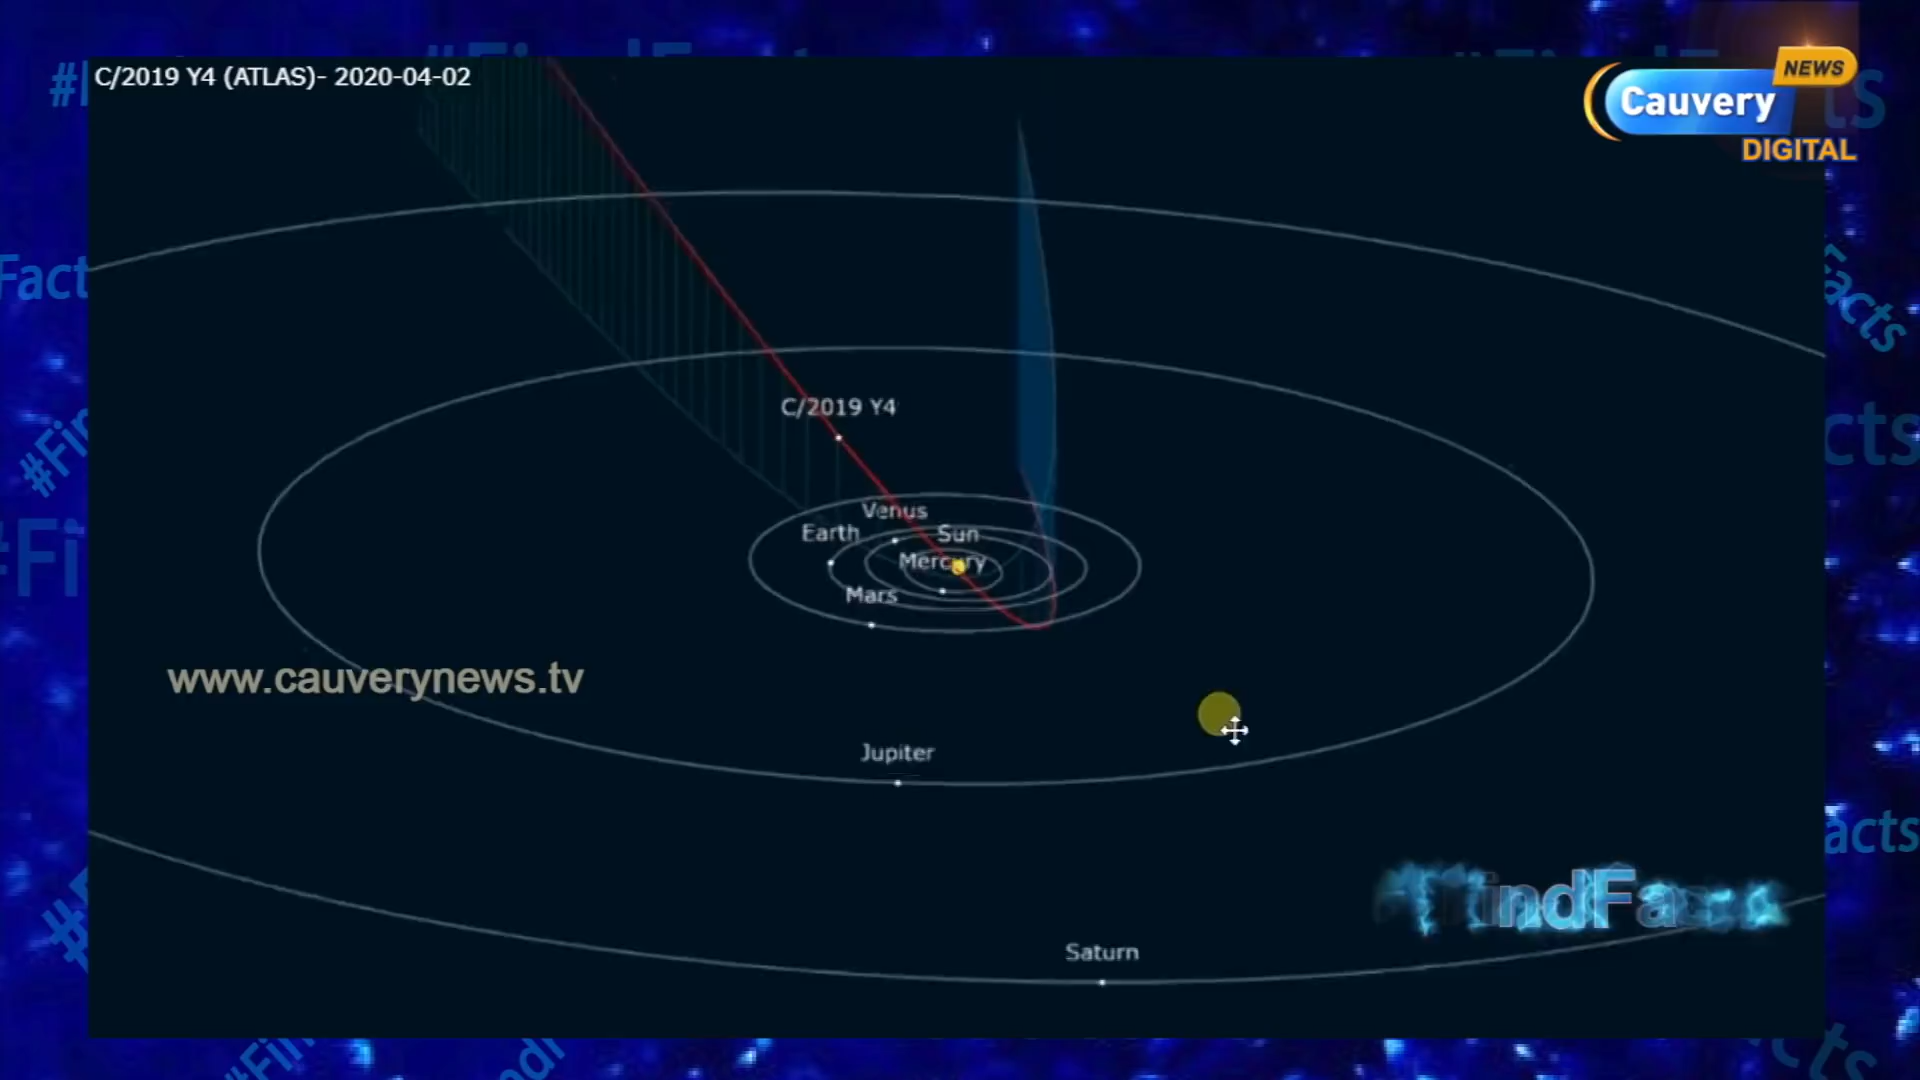 C/2019 Y4 (ATLAS)- 2020-04-02
NEWS
Cauvery
DIGITAL
C/2019 Y4
Venus
Earth
Sun
Mercury
Mars
www.cauverynews.tv
Jupiter
Saturn